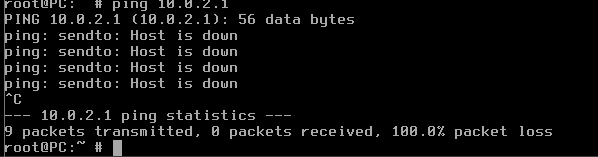 root@PC: ~ # ping 10.0.2.1
PING 10.0.2.1 (10.0.2.1): 56 data bytes
ping: sendto: Host is down
ping: sendto: Host is down
ping: sendto: Host is down
ping: sendto: Host is down
^C
--- 10.0.2.1 ping statistics ---
9 packets transmitted, 0 packets received, 100.0% packet loss
root@PC:~ #